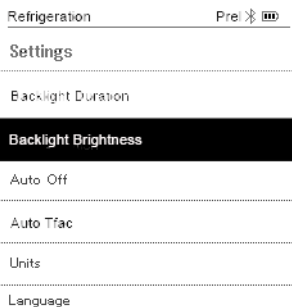 Refrigeration Prel
Settings
Backlight Duration
Backlight Brightness
Auto Off
Auto Tfac
Units
Language